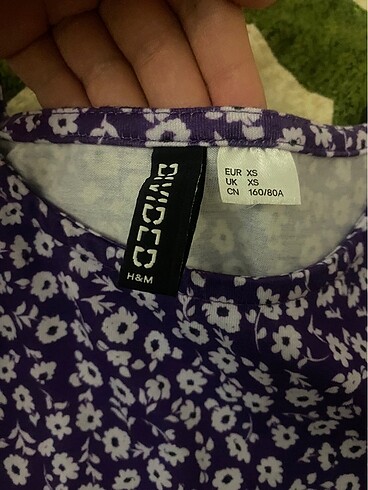 DIVIDED
H&M
EUR XS
UK XS
CN 160/80A